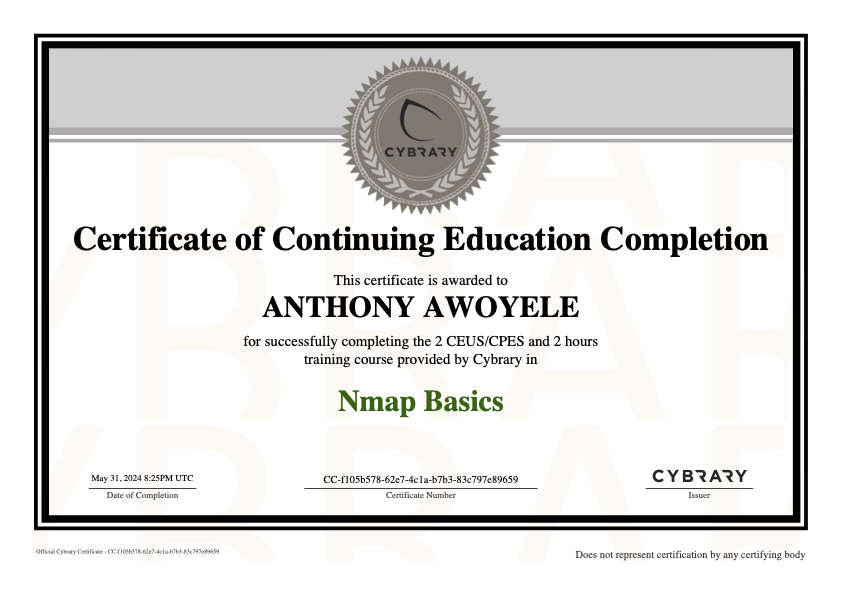 CYBRARY
Certificate of Continuing Education Completion
This certificate is awarded to
ANTHONY AWOYELE
for successfully completing the 2 CEUS/CPES and 2 hours
training course provided by Cybrary in
Nmap Basics
May 31, 2024 8:25PM UTC
Date of Completion
CC-f105b578-62e7-4c1a-b7b3-83c797e89659
Certificate Number
CYBRARY
Issuer
Official Cybrary Certificate - CC-f105b578-62e7-4c1a-b7b3-83c797e89659
Does not represent certification by any certifying body